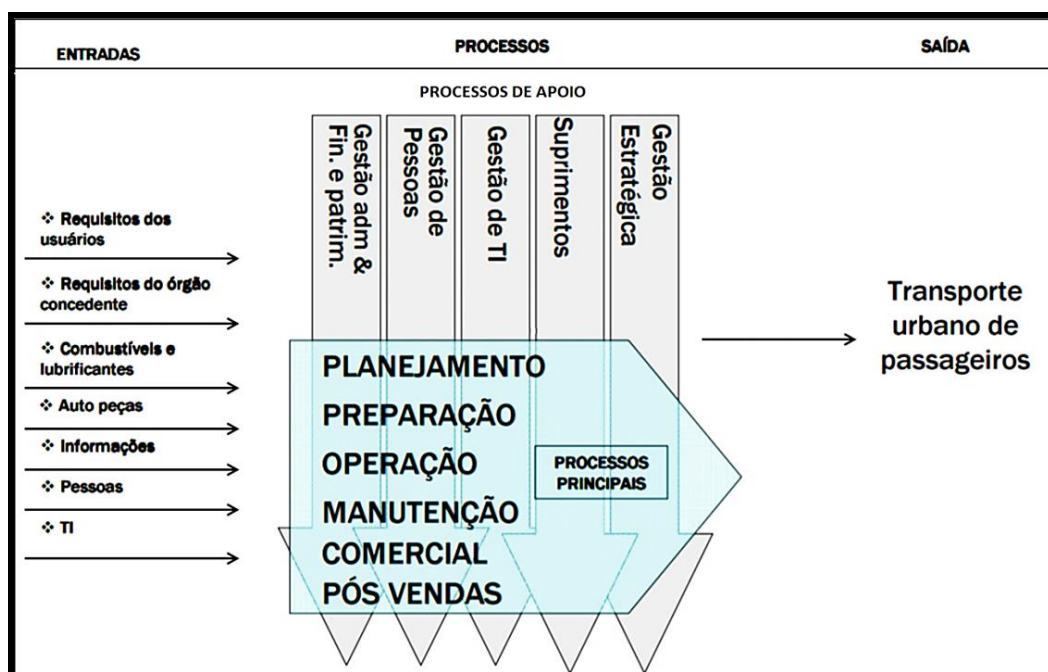 ENTRADAS
PROCESSOS
SAÍDA
PROCESSOS DE APOIO
Gestão adm &
Fin. e patrim.
Gestão de
Pessoas
Gestão de TI
Suprimentos
Gestão
Estratégica
❖ Requisitos dos
usuários
❖ Requisitos do órgão
concedente
❖ Combustíveis e
lubrificantes
❖ Auto peças
❖ Informações
❖ Pessoas
❖ TI
PLANEJAMENTO
PREPARAÇÃO
OPERAÇÃO
MANUTENÇÃO
COMERCIAL
PÓS VENDAS
PROCESSOS
PRINCIPAIS
Transporte
urbano de
passageiros